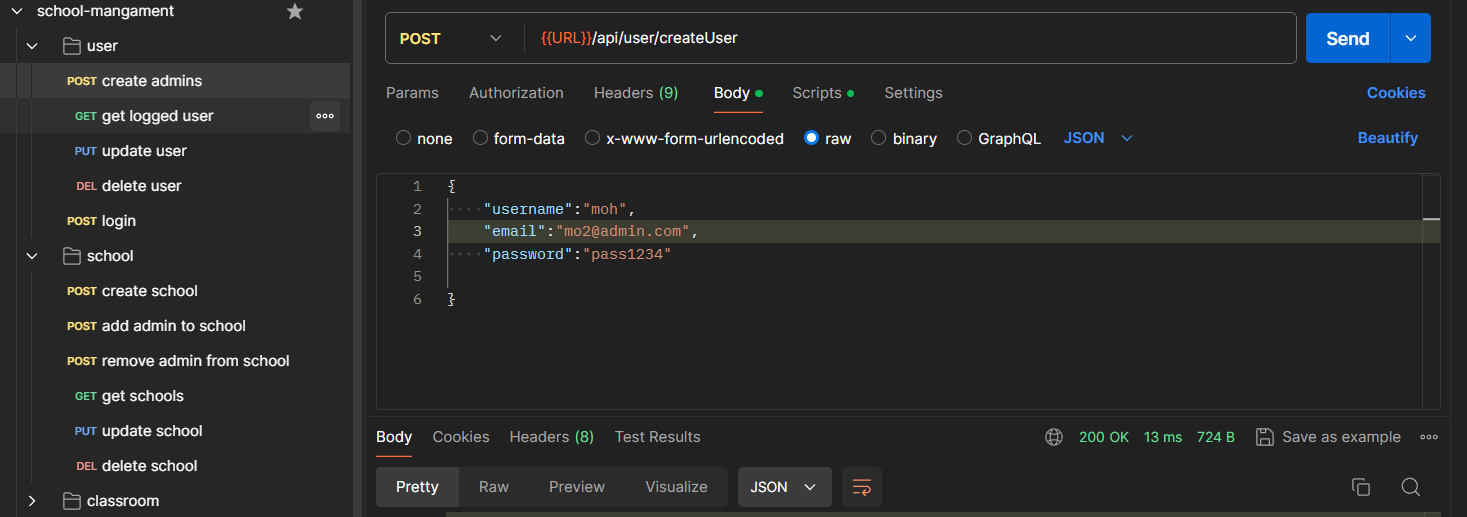 school-mangament
user
POST create admins
GET get logged user
PUT update user
DEL delete user
POST login
school
POST create school
POST add admin to school
POST remove admin from school
GET get schools
PUT update school
DEL delete school
classroom
POST {{URL}}/api/user/createUser Send
Params Authorization Headers (9) Body Scripts Settings Cookies
none form-data x-www-form-urlencoded raw binary GraphQL JSON Beautify
1 {
2 "username":"moh",
3 "email":"mo2@admin.com",
4 "password":"pass1234"
5
6 }
Body Cookies Headers (8) Test Results 200 OK 13 ms 724 B Save as example
Pretty Raw Preview Visualize JSON